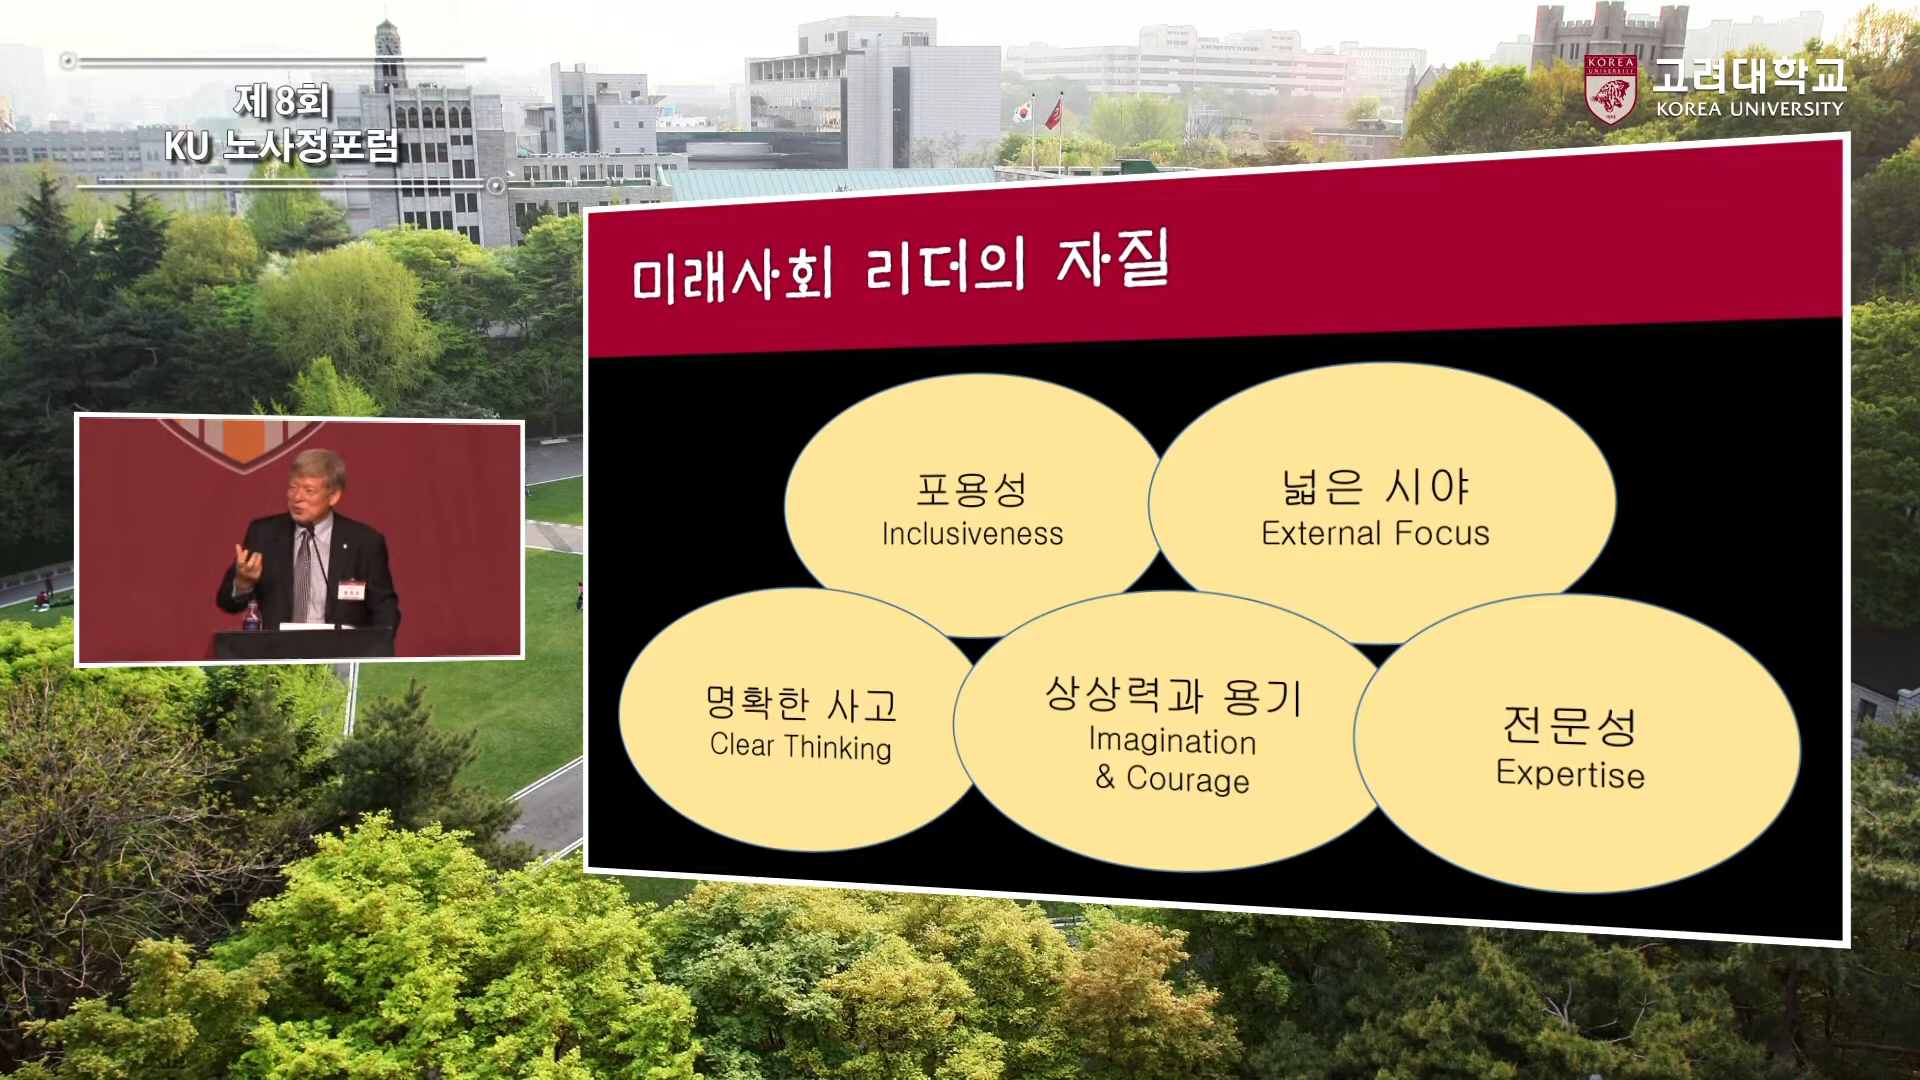 제8회
KU 노사정포럼
KOREA
UNIVERSITY
1905
고려대학교
KOREA UNIVERSITY
미래사회 리더의 자질
포용성
Inclusiveness
넓은 시야
External Focus
명확한 사고
Clear Thinking
상상력과 용기
Imagination
& Courage
전문성
Expertise